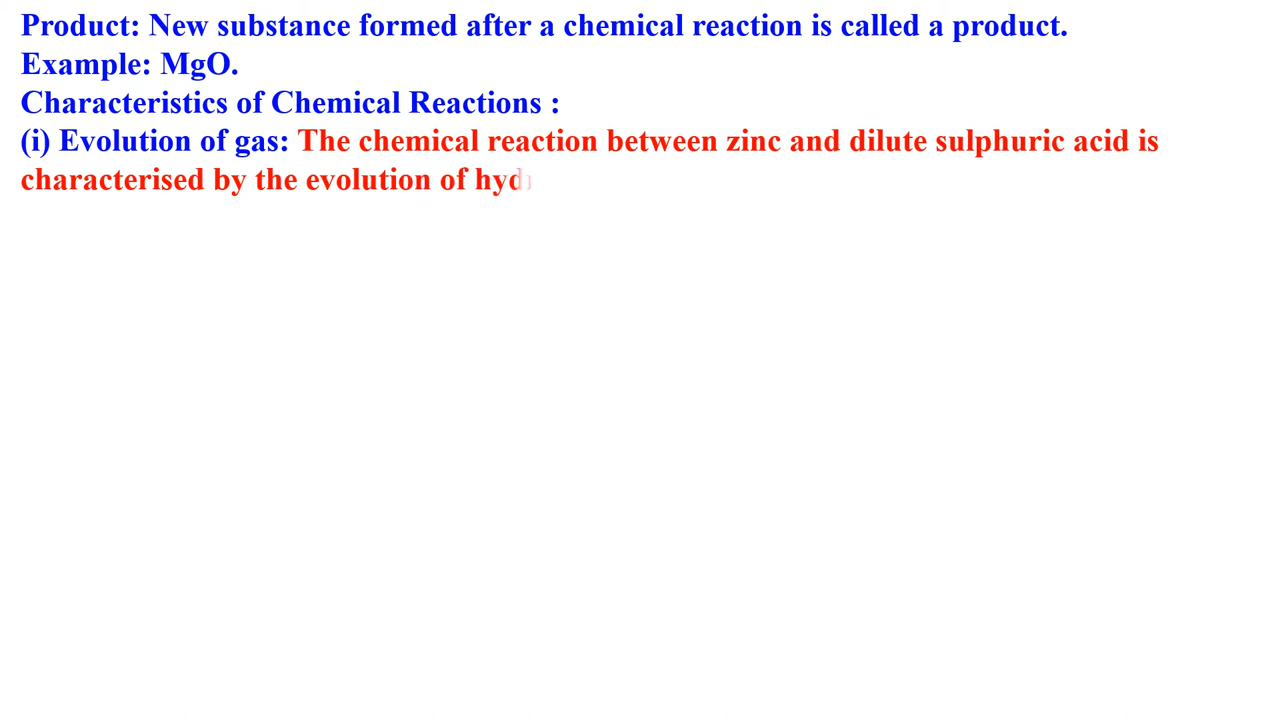 Product: New substance formed after a chemical reaction is called a product.
Example: MgO.
Characteristics of Chemical Reactions :
(i) Evolution of gas: The chemical reaction between zinc and dilute sulphuric acid is
characterised by the evolution of hyd